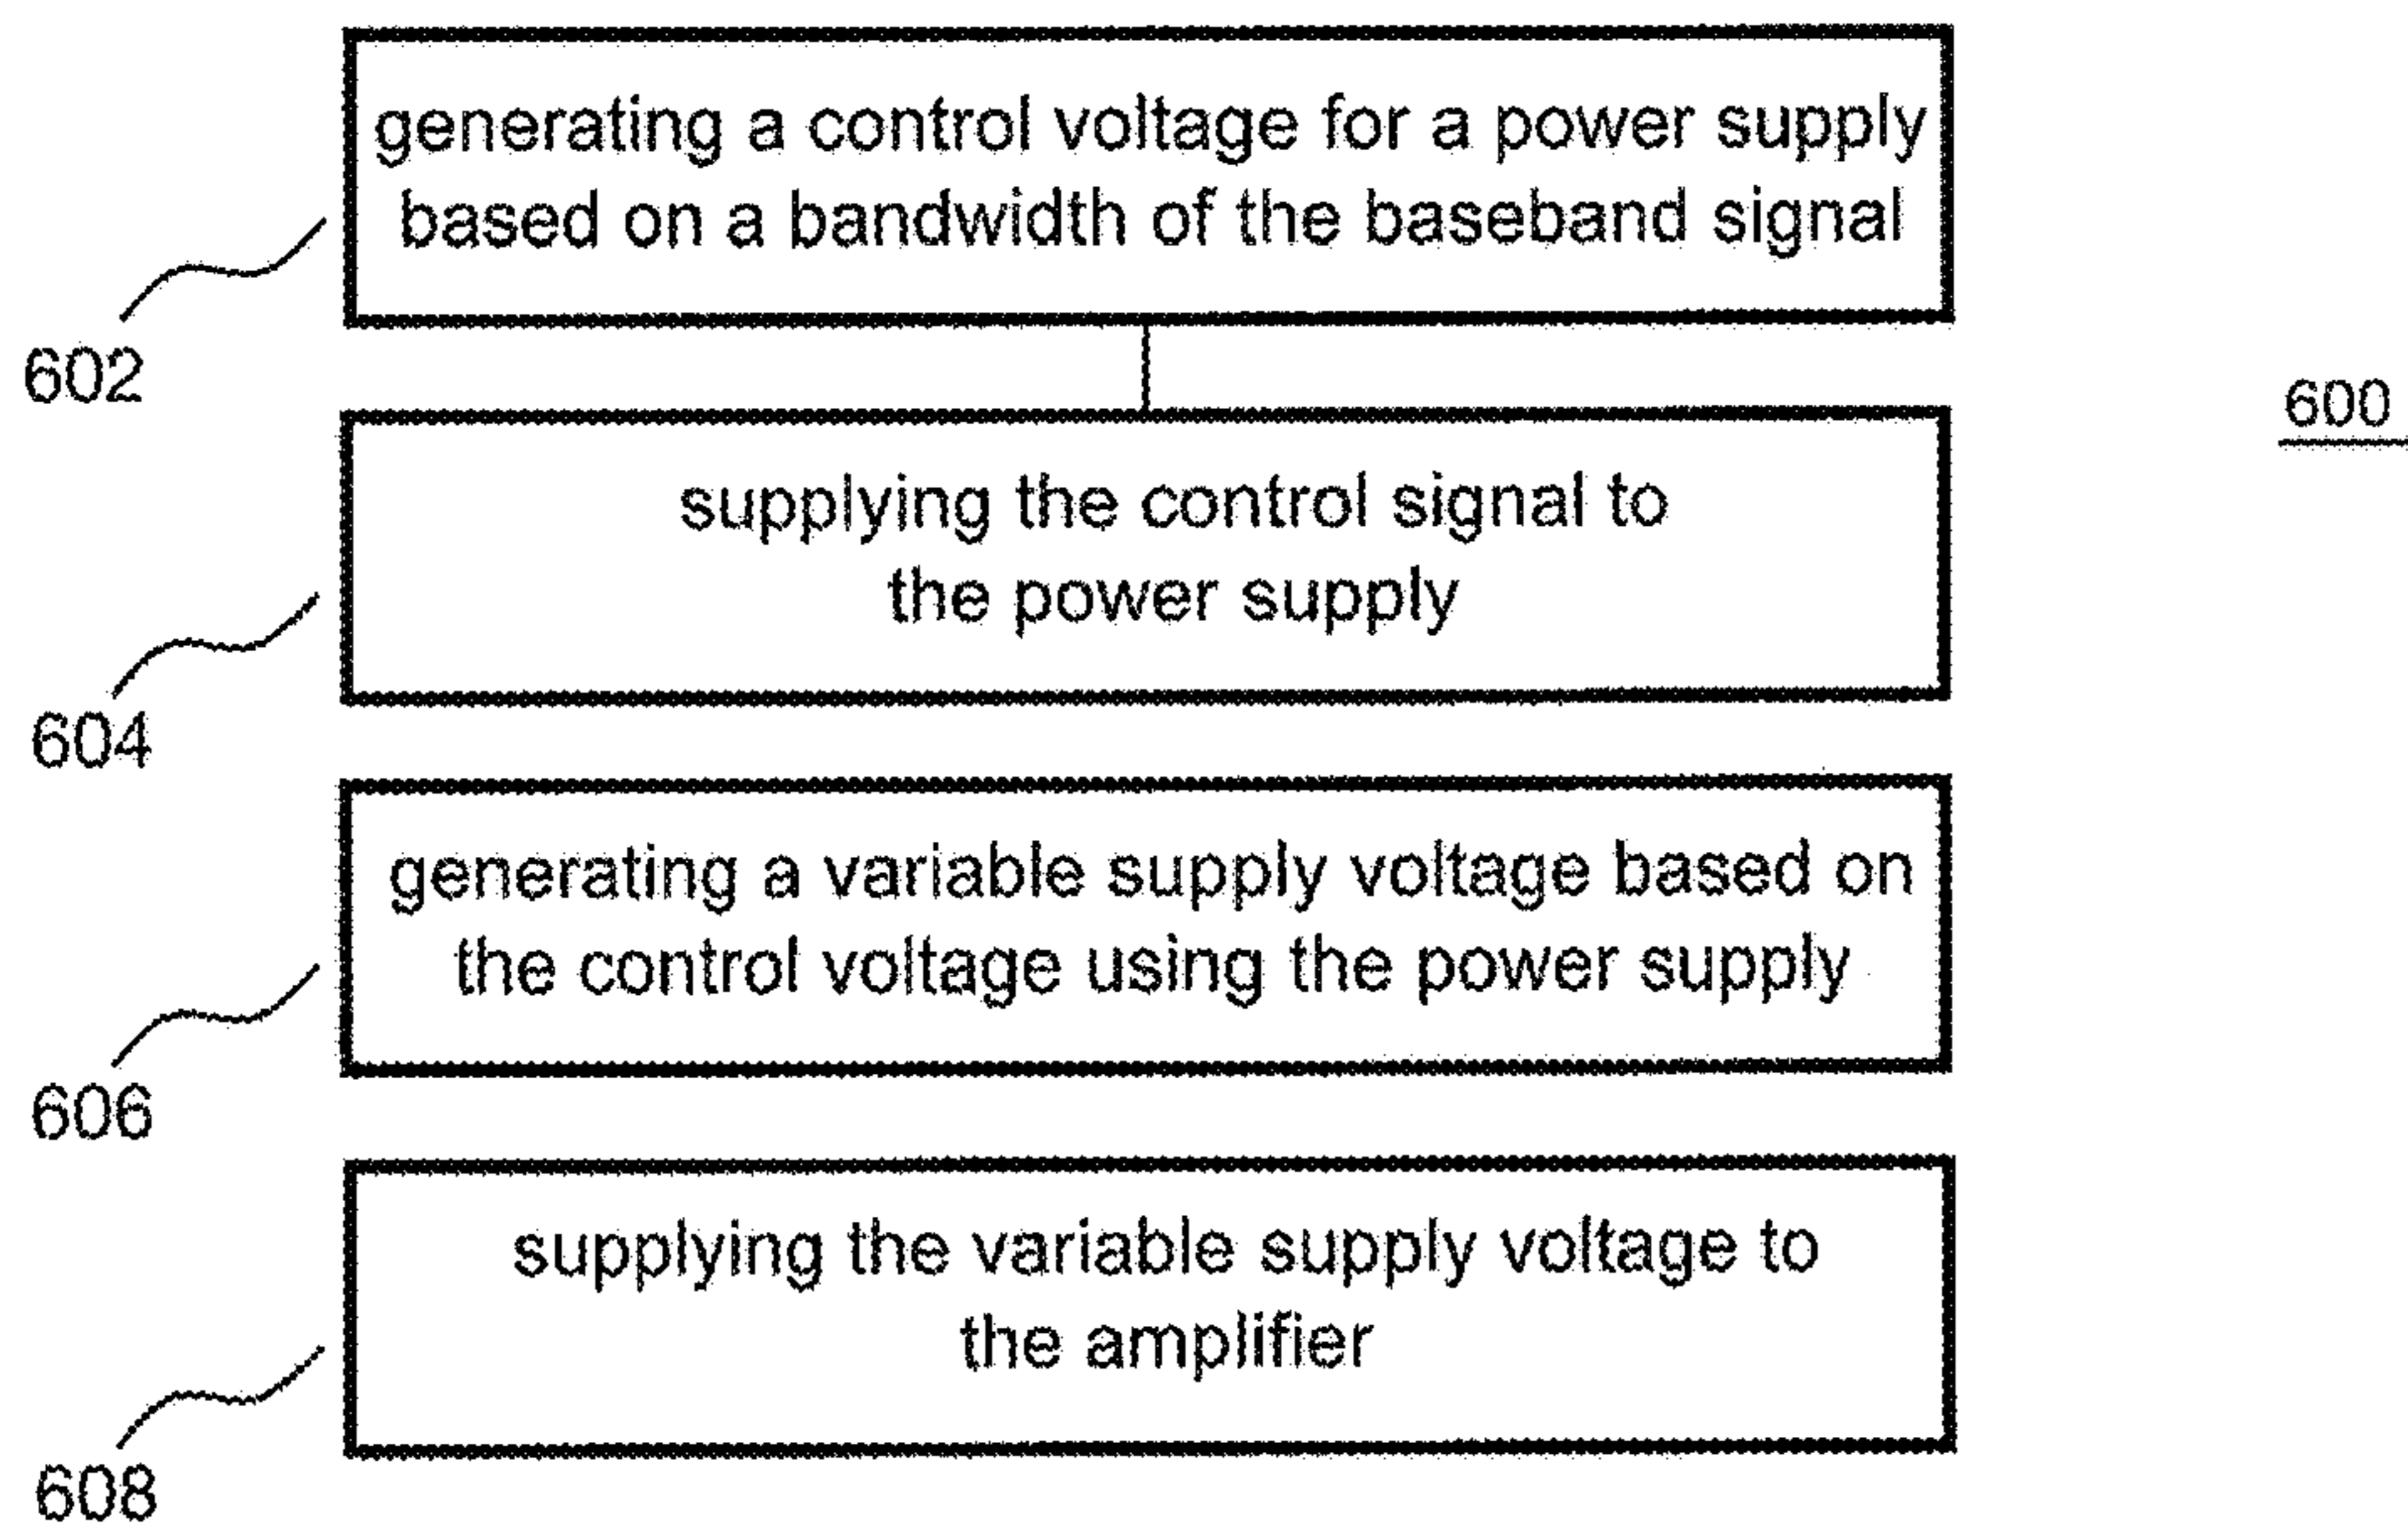 generating a control voltage for a power supply
based on a bandwidth of the baseband signal
602
600
supplying the control signal to
the power supply
604
generating a variable supply voltage based on
the control voltage using the power supply
606
supplying the variable supply voltage to
the amplifier
608